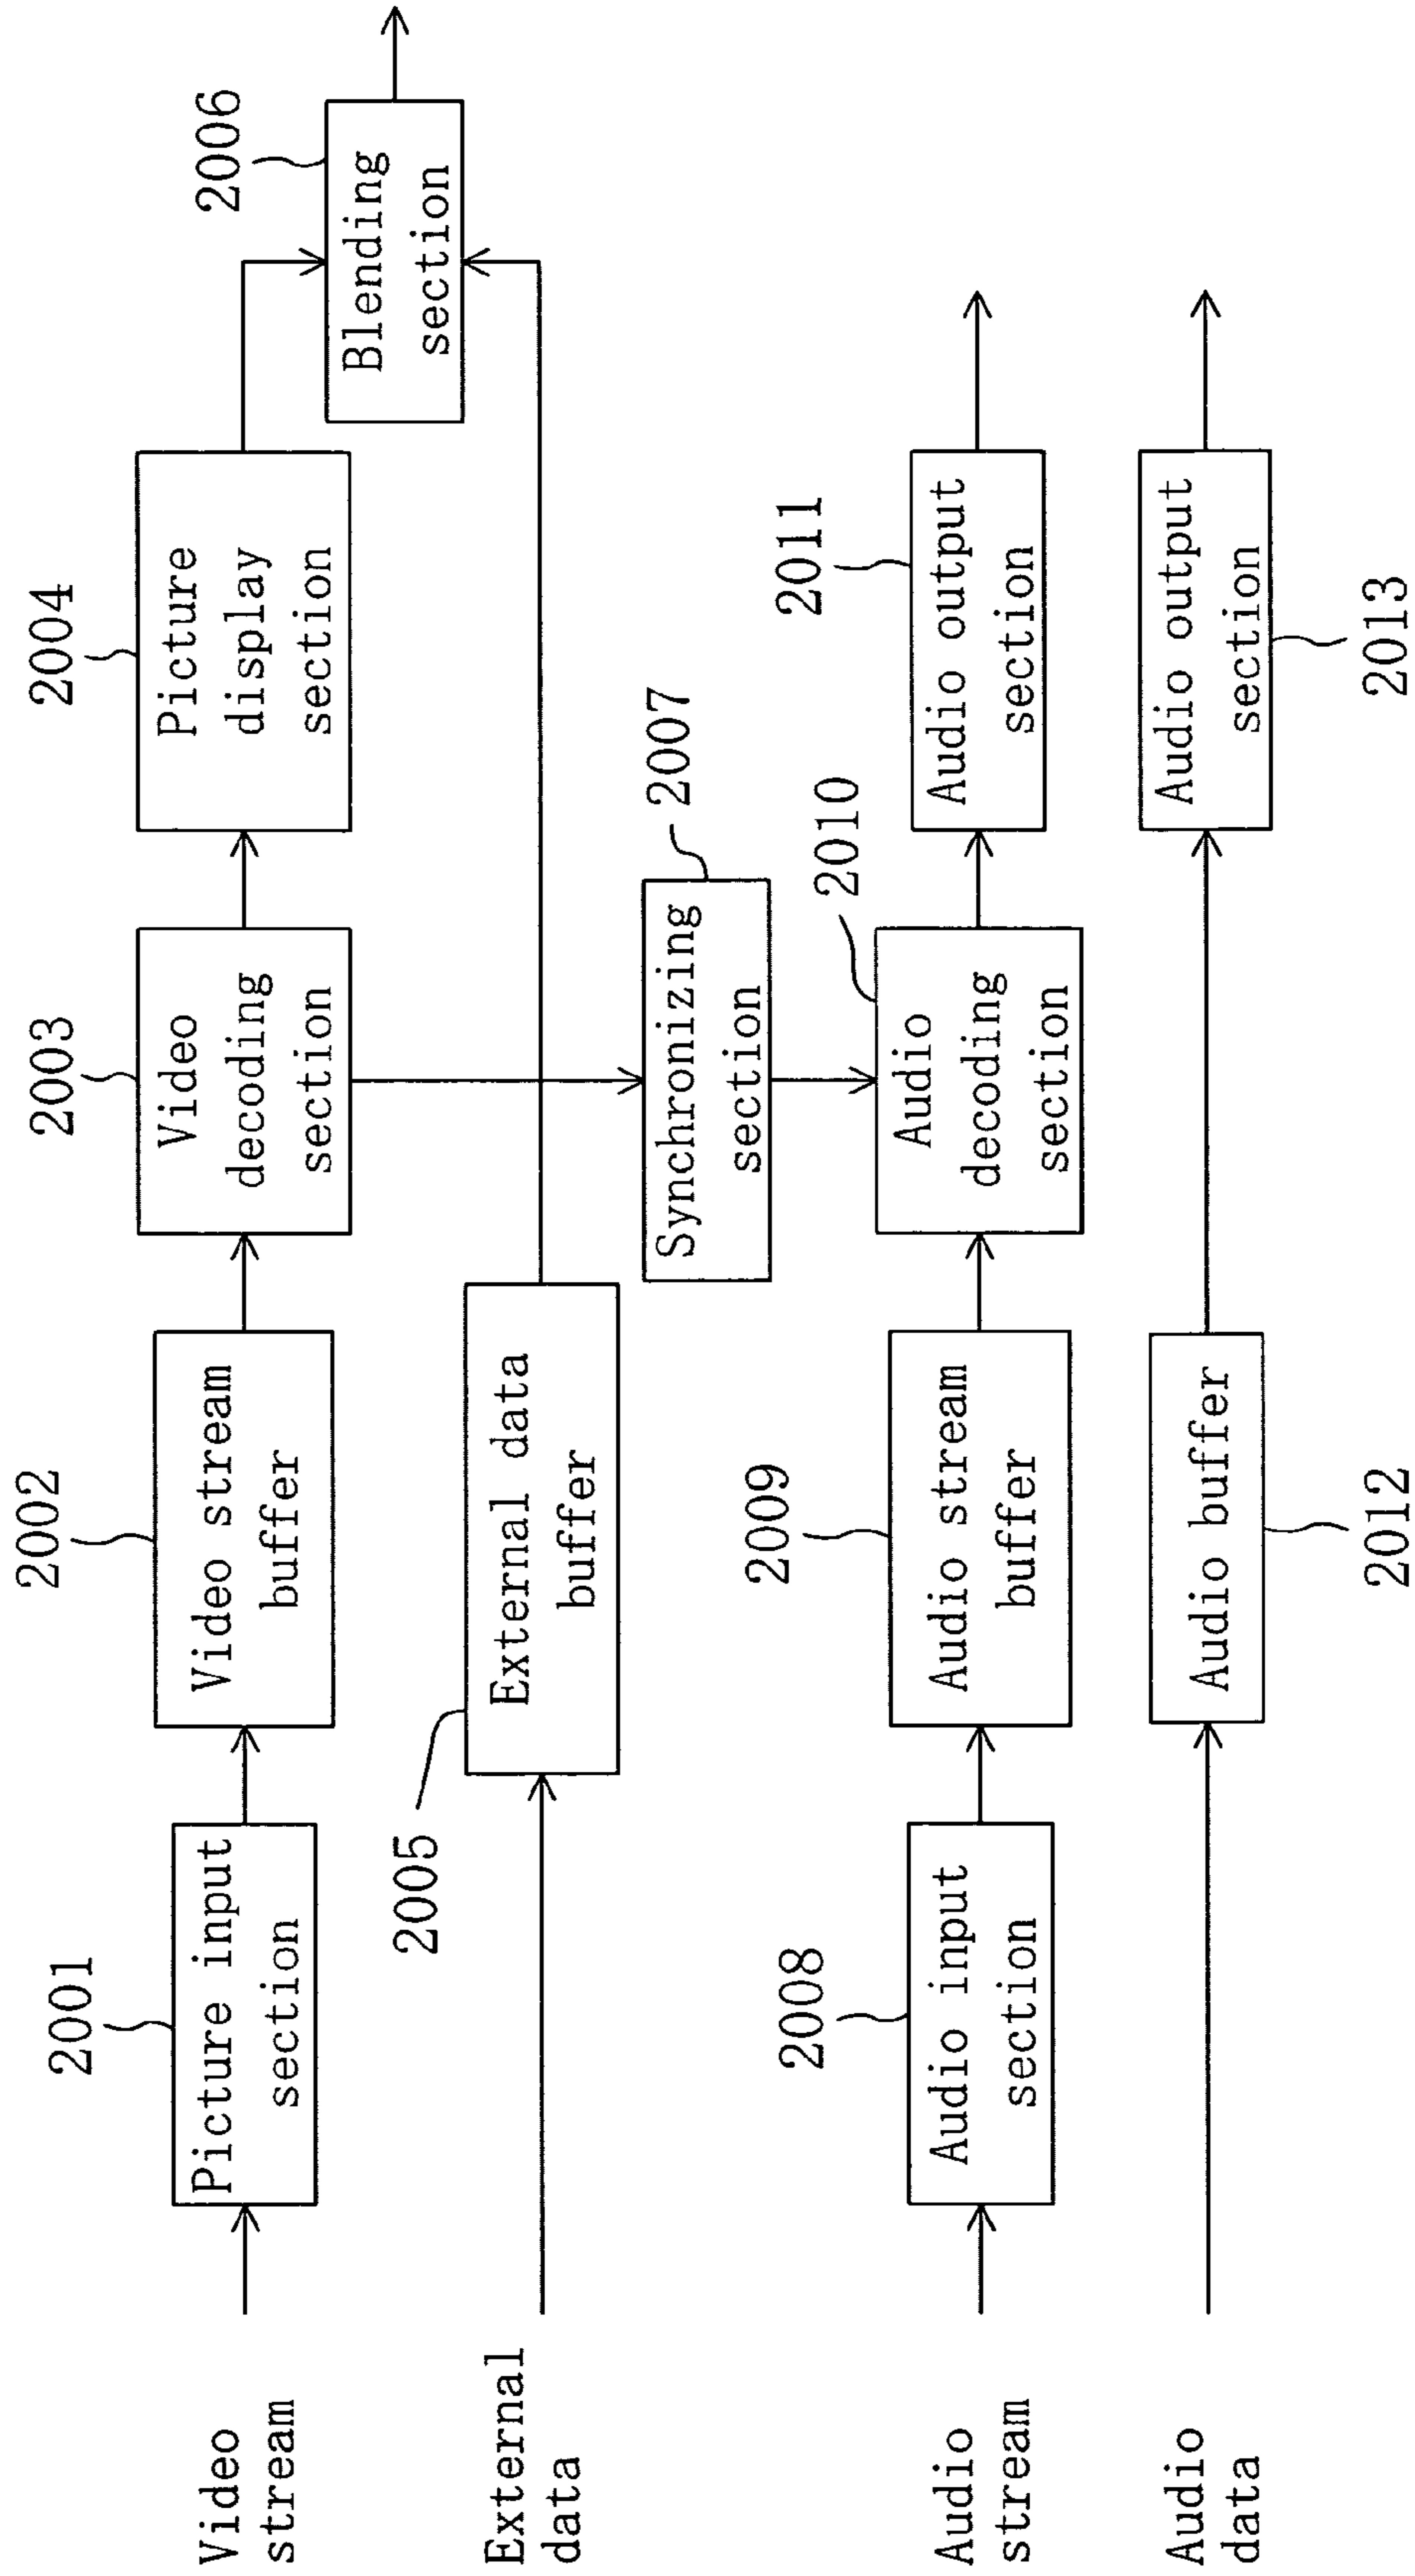 Video
stream
2001
Picture input
section
2002
Video stream
buffer
2003
Video
decoding
section
2004
Picture
display
section
2006
Blending
section
External
data
2005
External data
buffer
Synchronizing
section
2007
Audio
stream
2008
Audio input
section
2009
Audio stream
buffer
2010
Audio
decoding
section
2011
Audio output
section
Audio
data
Audio buffer
2012
Audio output
section
2013